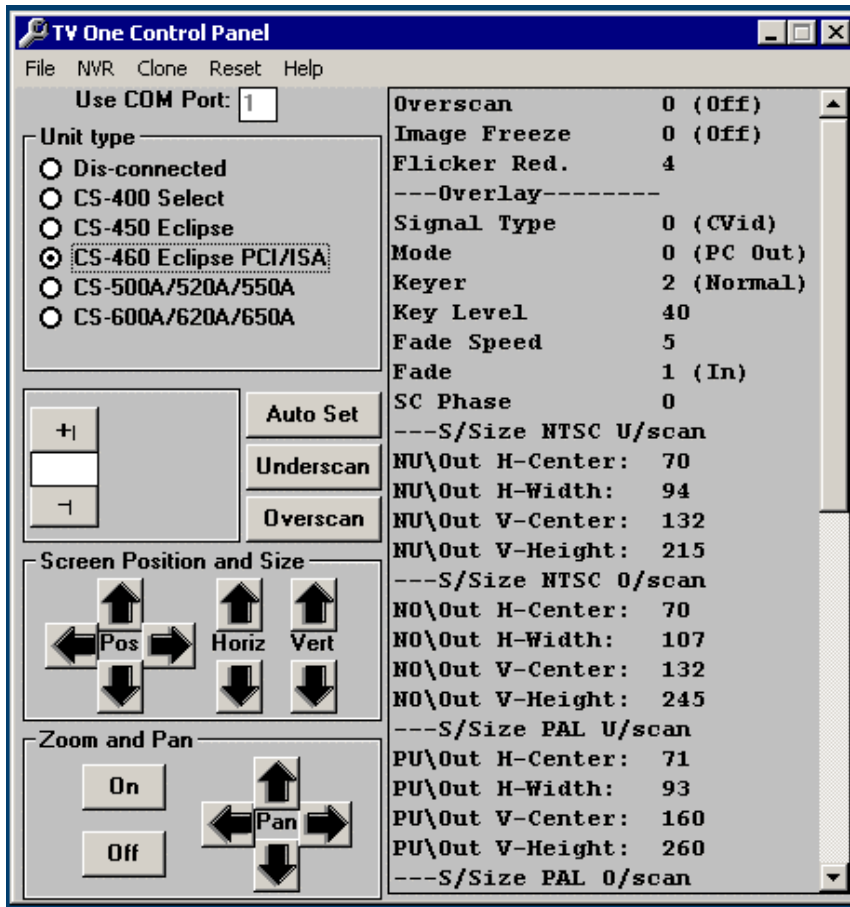 TV One Control Panel
File NVR Clone Reset Help
Use COM Port: 1
Unit type
Dis-connected
CS-400 Select
CS-450 Eclipse
CS-460 Eclipse PCI/ISA
CS-500A/520A/550A
CS-600A/620A/650A
+|
-|
Auto Set
Underscan
Overscan
Screen Position and Size
Pos
Horiz
Vert
Zoom and Pan
On
Off
Pan
Overscan 0 (Off)
Image Freeze 0 (Off)
Flicker Red. 4
---Overlay--------
Signal Type 0 (CVid)
Mode 0 (PC Out)
Keyer 2 (Normal)
Key Level 40
Fade Speed 5
Fade 1 (In)
SC Phase 0
---S/Size NTSC U/scan
NU\Out H-Center: 70
NU\Out H-Width: 94
NU\Out V-Center: 132
NU\Out V-Height: 215
---S/Size NTSC O/scan
NO\Out H-Center: 70
NO\Out H-Width: 107
NO\Out V-Center: 132
NO\Out V-Height: 245
---S/Size PAL U/scan
PU\Out H-Center: 71
PU\Out H-Width: 93
PU\Out V-Center: 160
PU\Out V-Height: 260
---S/Size PAL O/scan